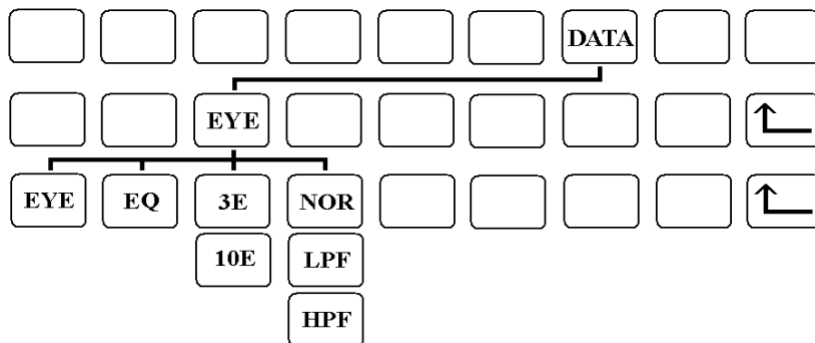 DATA
EYE
EYE EQ 3E NOR
10E LPF
HPF